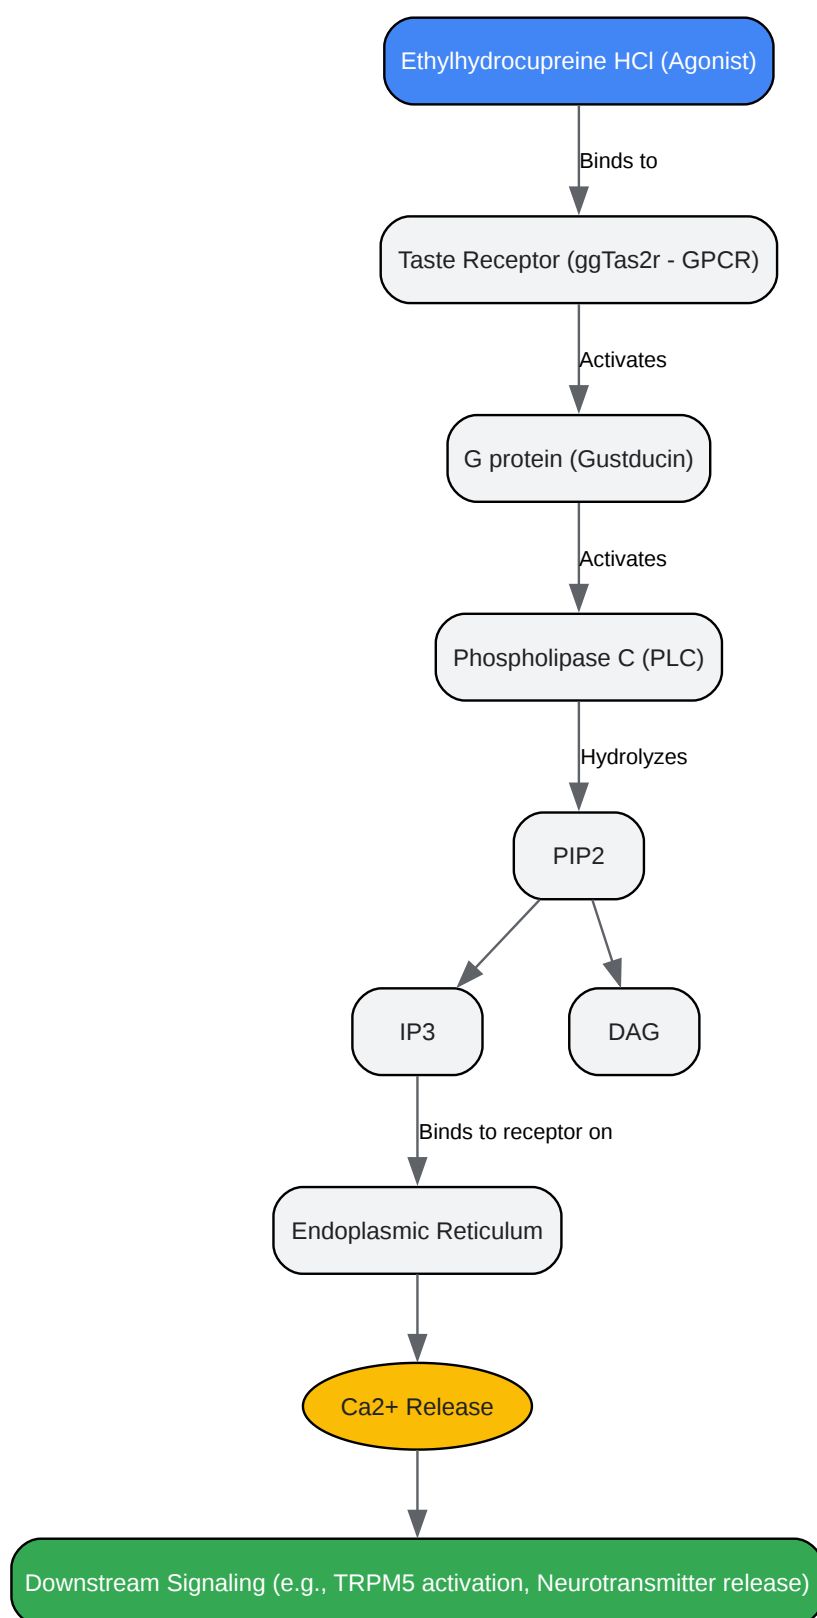 Ethylhydrocupreine HCl (Agonist)
Binds to
Taste Receptor (ggTas2r - GPCR)
Activates
G protein (Gustducin)
Activates
Phospholipase C (PLC)
Hydrolyzes
PIP2
IP3
DAG
Binds to receptor on
Endoplasmic Reticulum
Ca2+ Release
Downstream Signaling (e.g., TRPM5 activation, Neurotransmitter release)